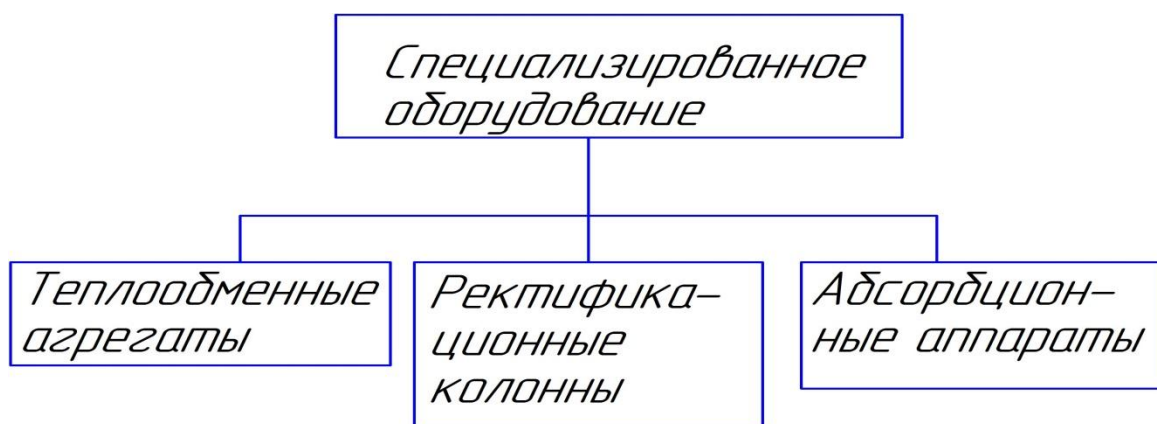 Специализированное
оборудование
Теплообменные
агрегаты
Ректифика-
ционные
колонны
Абсорбцион-
ные аппараты